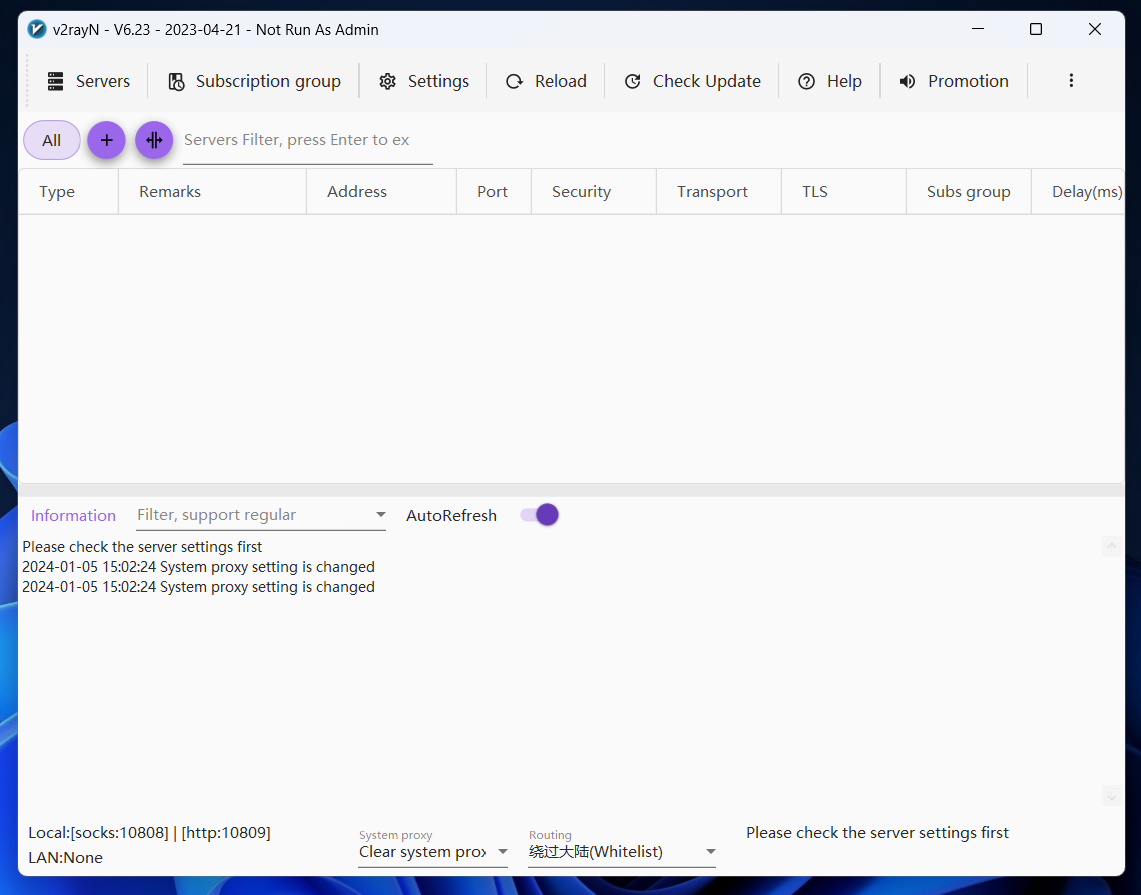 v2rayN - V6.23 - 2023-04-21 - Not Run As Admin
Servers Subscription group Settings Reload Check Update Help Promotion
All Servers Filter, press Enter to ex
Type Remarks Address Port Security Transport TLS Subs group Delay(ms)
Information Filter, support regular AutoRefresh
Please check the server settings first
2024-01-05 15:02:24 System proxy setting is changed
2024-01-05 15:02:24 System proxy setting is changed
Local:[socks:10808] | [http:10809]
LAN:None
System proxy
Clear system prox
Routing
绕过大陆(Whitelist)
Please check the server settings first